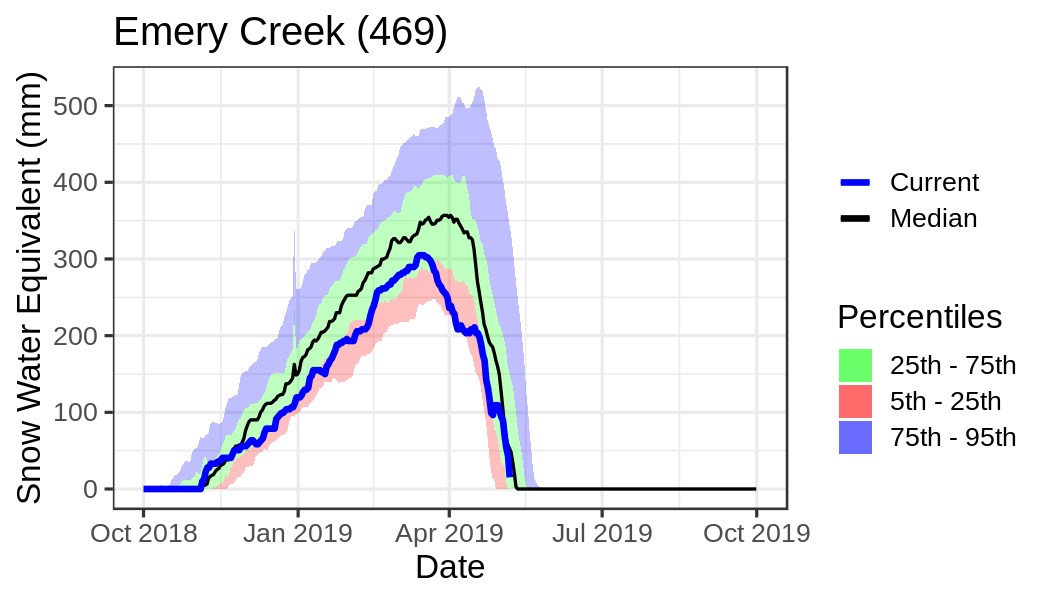 Emery Creek (469)
Snow Water Equivalent (mm)
500
400
300
200
100
0
Oct 2018
Jan 2019
Apr 2019
Jul 2019
Oct 2019
Date
Current
Median
Percentiles
25th - 75th
5th - 25th
75th - 95th